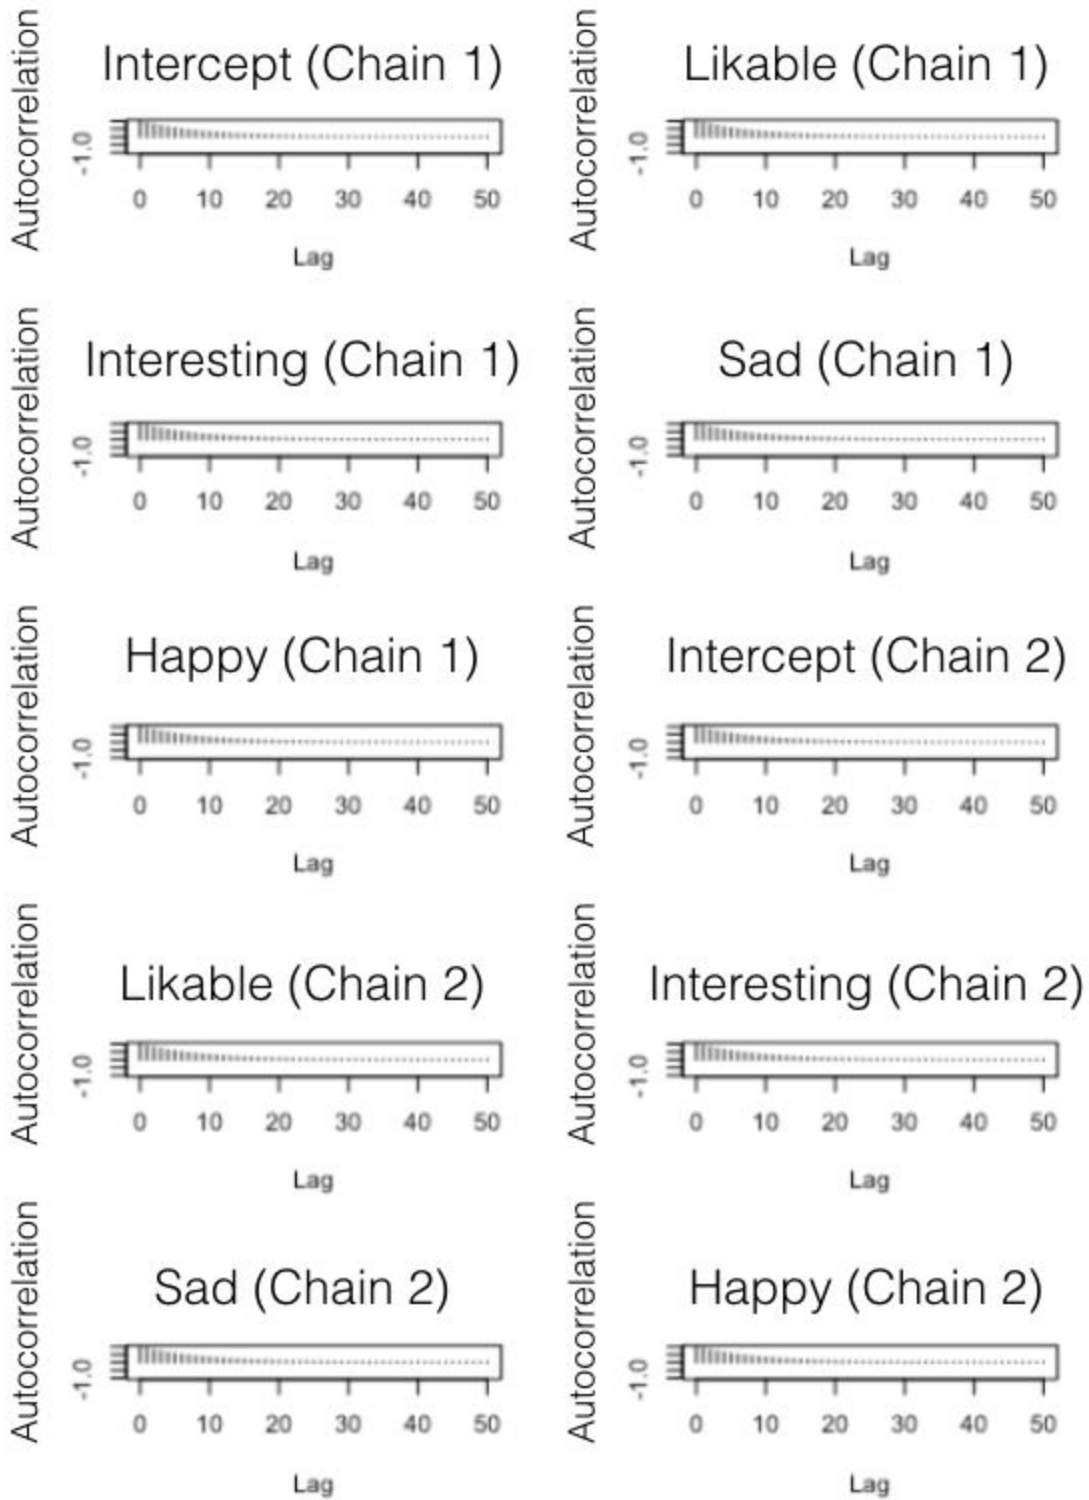 Autocorrelation
Intercept (Chain 1)
-1.0
0 10 20 30 40 50
Lag
Autocorrelation
Likable (Chain 1)
-1.0
0 10 20 30 40 50
Lag
Autocorrelation
Interesting (Chain 1)
-1.0
0 10 20 30 40 50
Lag
Autocorrelation
Sad (Chain 1)
-1.0
0 10 20 30 40 50
Lag
Autocorrelation
Happy (Chain 1)
-1.0
0 10 20 30 40 50
Lag
Autocorrelation
Intercept (Chain 2)
-1.0
0 10 20 30 40 50
Lag
Autocorrelation
Likable (Chain 2)
-1.0
0 10 20 30 40 50
Lag
Autocorrelation
Interesting (Chain 2)
-1.0
0 10 20 30 40 50
Lag
Autocorrelation
Sad (Chain 2)
-1.0
0 10 20 30 40 50
Lag
Autocorrelation
Happy (Chain 2)
-1.0
0 10 20 30 40 50
Lag